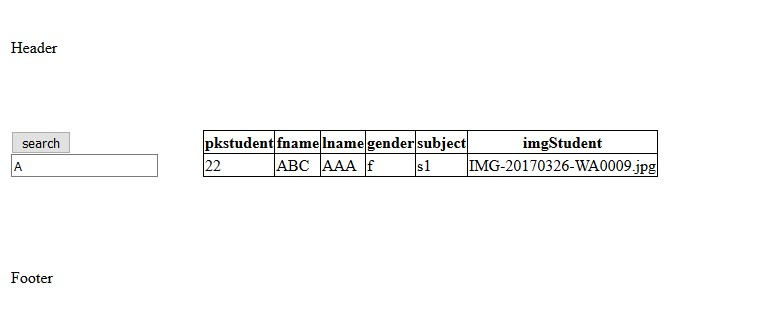 Header
search
A
pkstudent fname lname gender subject imgStudent
22 ABC AAA f s1 IMG-20170326-WA0009.jpg
Footer